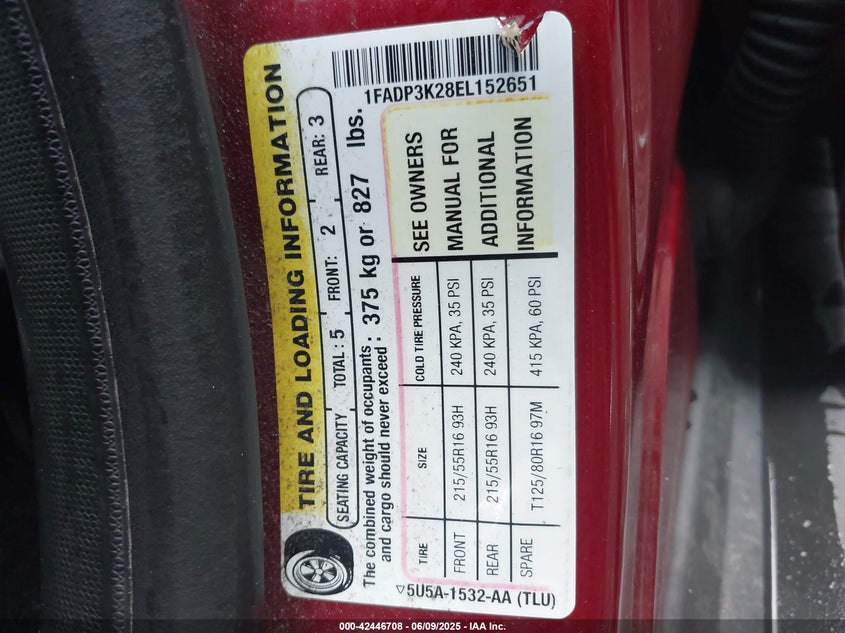 1FADP3K28EL152651
TIRE AND LOADING INFORMATION
SEATING CAPACITY TOTAL : 5 FRONT: 2 REAR: 3
The combined weight of occupants
and cargo should never exceed : 375 kg or 827 lbs.
TIRE SIZE COLD TIRE PRESSURE
FRONT 215/55R16 93H 240 KPA, 35 PSI
REAR 215/55R16 93H 240 KPA, 35 PSI
SPARE T125/80R16 97M 415 KPA, 60 PSI
SEE OWNERS
MANUAL FOR
ADDITIONAL
INFORMATION
5U5A-1532-AA (TLU)
000-42446708 - 06/09/2025 - IAA Inc.